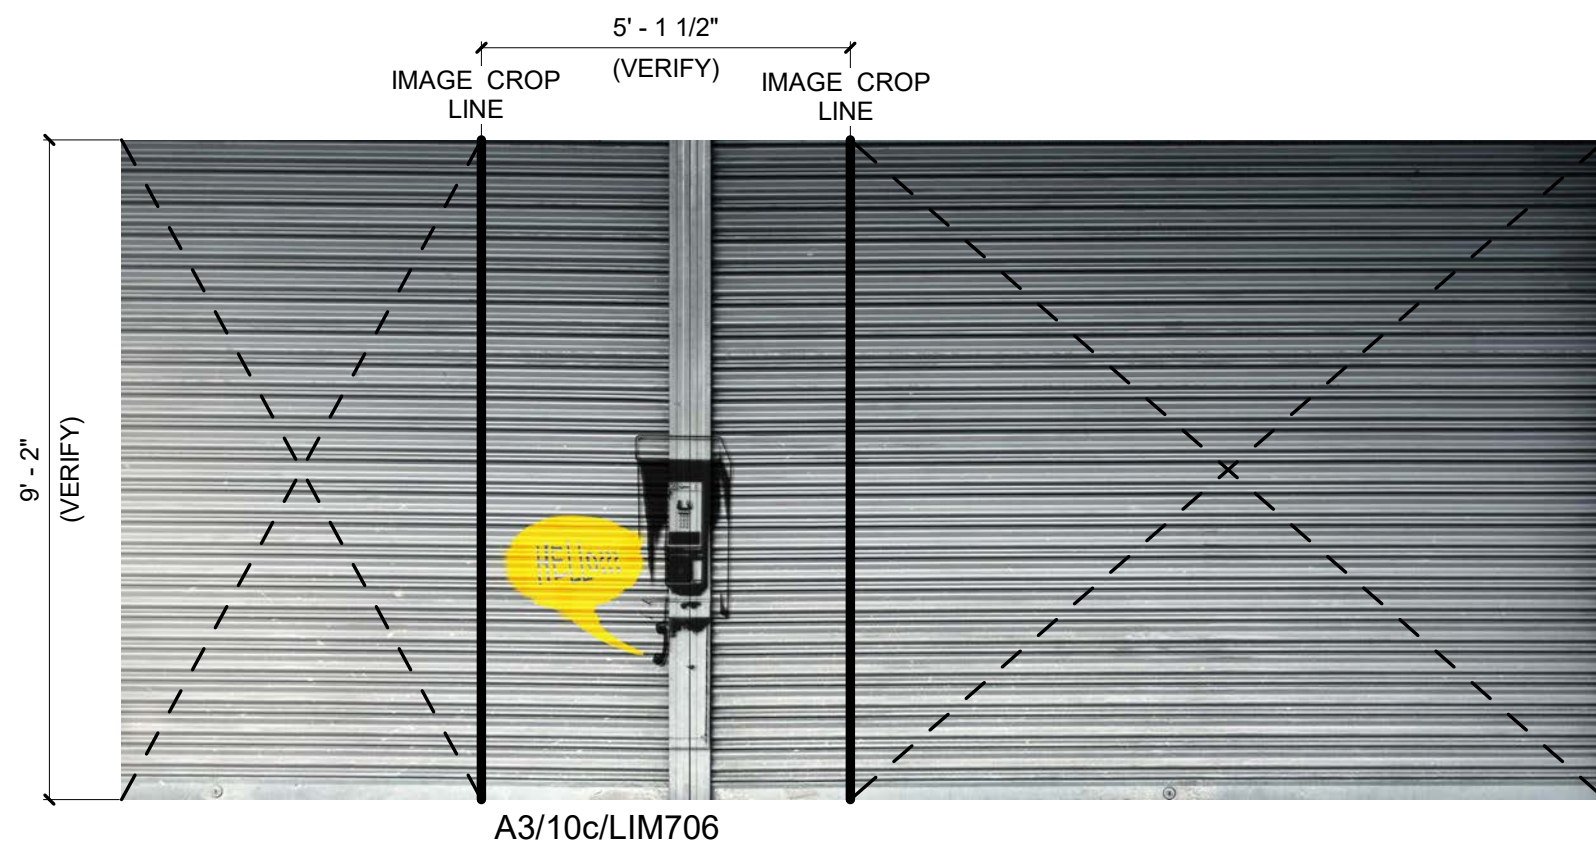 5' - 1 1/2"
(VERIFY)
IMAGE CROP
LINE
IMAGE CROP
LINE
9' - 2"
(VERIFY)
HELLO!!!
A3/10c/LIM706